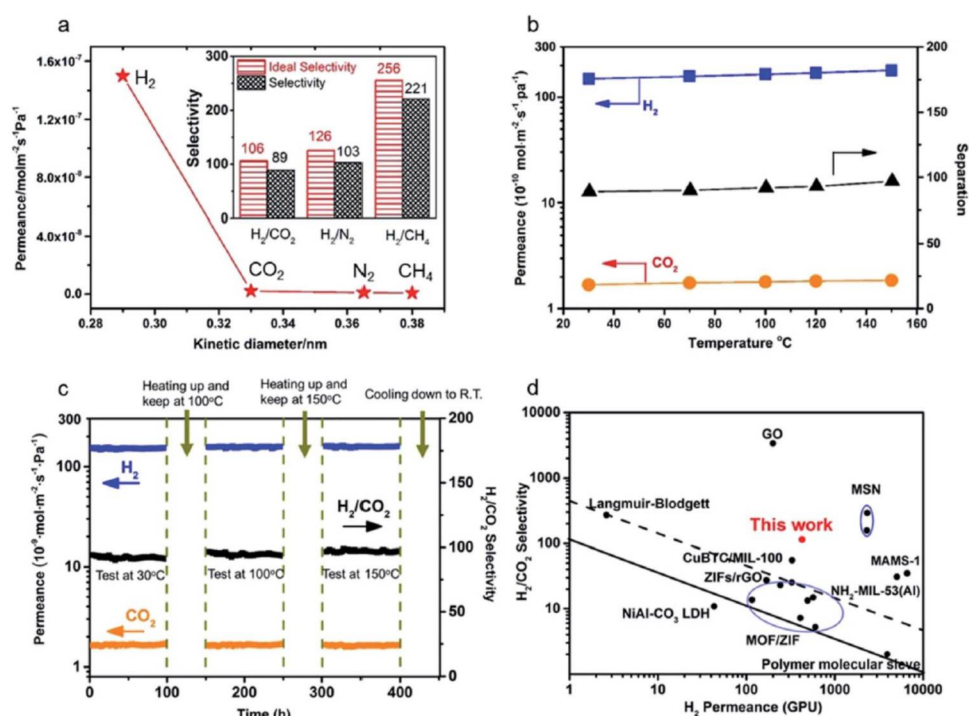 a
Permeance/molm⁻²s⁻¹Pa⁻¹
1.6x10⁻⁷
1.2x10⁻⁷
8.0x10⁻⁸
4.0x10⁻⁸
0.0
0.28 0.30 0.32 0.34 0.36 0.38
Kinetic diameter/nm
H₂
CO₂
N₂
CH₄
Selectivity
300
200
100
0
Ideal Selectivity
Selectivity
106
89
126
103
256
221
H₂/CO₂ H₂/N₂ H₂/CH₄
b
Permeance (10⁻¹⁰ mol·m⁻²·s⁻¹·pa⁻¹)
300
100
10
1
H₂
CO₂
200
150
100
50
0
Separation
20 40 60 80 100 120 140 160
Temperature °C
c
Heating up and
keep at 100°C
Heating up and
keep at 150°C
Cooling down to R.T.
Permeance (10⁻⁹·mol·m⁻²·s⁻¹·Pa⁻¹)
300
100
10
1
H₂
H₂/CO₂
Test at 30°C
Test at 100°C
Test at 150°C
CO₂
200
175
150
125
100
75
50
25
0
H₂/CO₂ Selectivity
0 100 200 300 400
Time (h)
d
H₂/CO₂ Selectivity
10000
1000
100
10
1
GO
MSN
Langmuir-Blodgett
This work
CuBTC/MIL-100
MAMS-1
ZIFs/rGO
NH₂-MIL-53(Al)
NiAl-CO₃ LDH
MOF/ZIF
Polymer molecular sieve
1 10 100 1000 10000
H₂ Permeance (GPU)